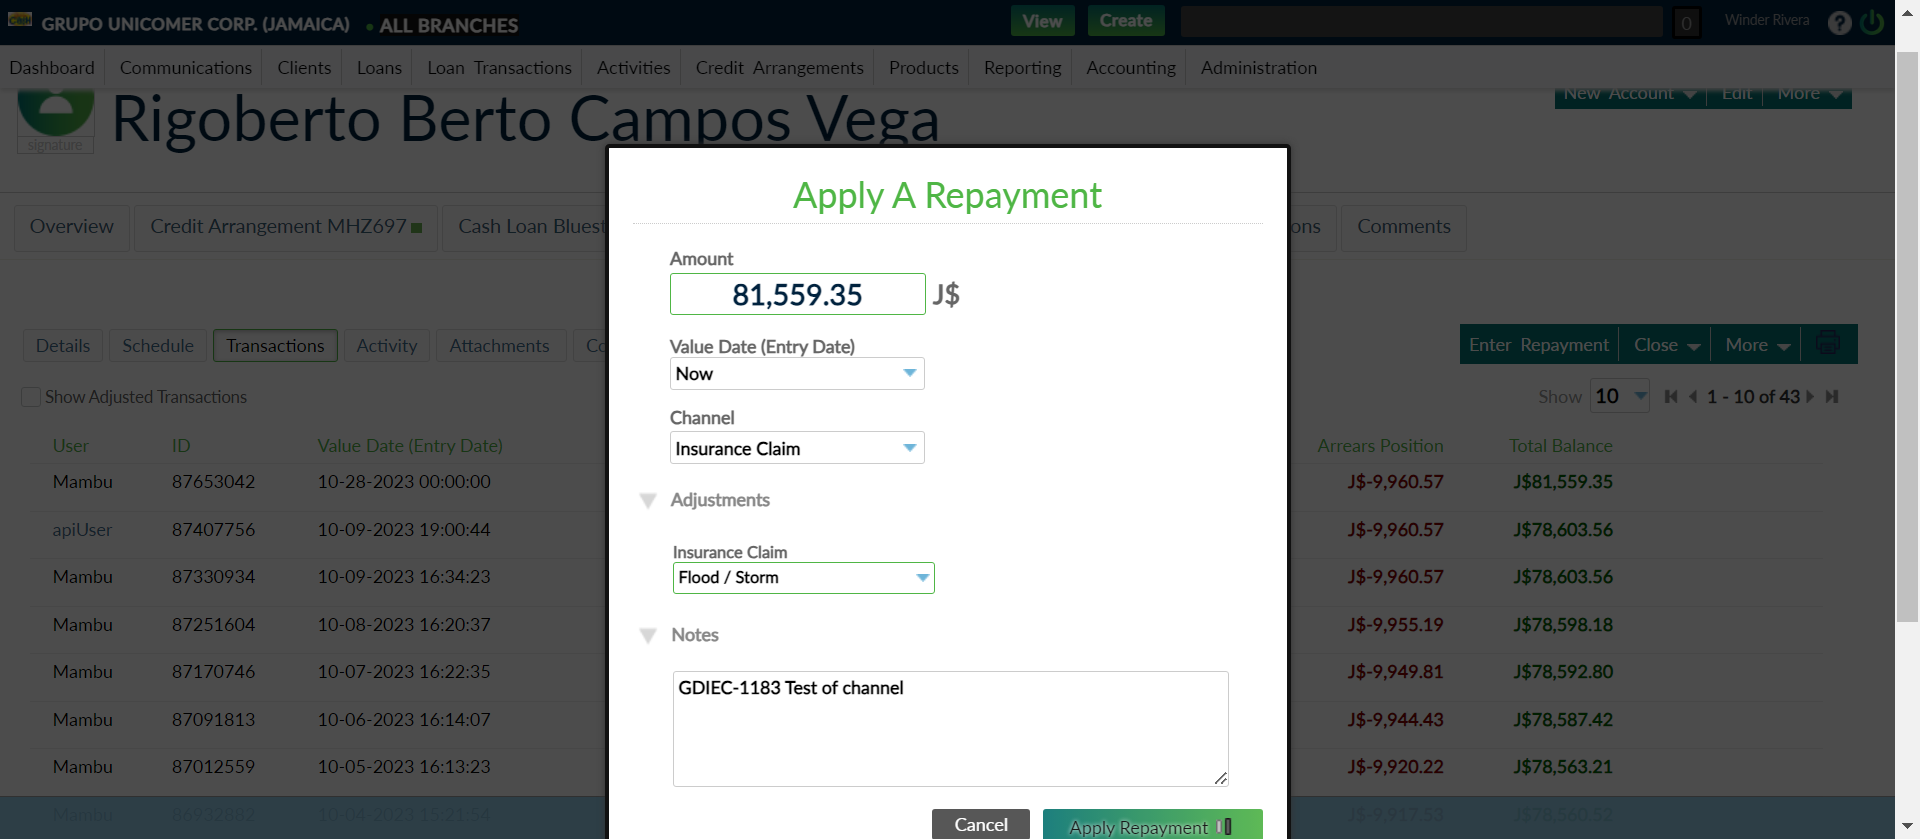 GRUPO UNICOMER CORP. (JAMAICA) ALL BRANCHES View Create 0 Winder Rivera ?
Dashboard Communications Clients Loans Loan Transactions Activities Credit Arrangements Products Reporting Accounting Administration
Rigoberto Berto Campos Vega New Account Edit More
signature
Apply A Repayment
Overview Credit Arrangement MHZ697 Cash Loan Bluest ons Comments
Amount
81,559.35 J$
Value Date (Entry Date)
Now
Details Schedule Transactions Activity Attachments Co Enter Repayment Close More
Show Adjusted Transactions Show 10 1 - 10 of 43
Channel
Insurance Claim
User ID Value Date (Entry Date) Arrears Position Total Balance
Mambu 87653042 10-28-2023 00:00:00 J$-9,960.57 J$81,559.35
Adjustments
apiUser 87407756 10-09-2023 19:00:44 J$-9,960.57 J$78,603.56
Insurance Claim
Flood / Storm
Mambu 87330934 10-09-2023 16:34:23 J$-9,960.57 J$78,603.56
Mambu 87251604 10-08-2023 16:20:37 J$-9,955.19 J$78,598.18
Notes
Mambu 87170746 10-07-2023 16:22:35 J$-9,949.81 J$78,592.80
GDIEC-1183 Test of channel
Mambu 87091813 10-06-2023 16:14:07 J$-9,944.43 J$78,587.42
Mambu 87012559 10-05-2023 16:13:23 J$-9,920.22 J$78,563.21
Mambu 86932882 10-04-2023 15:21:54 J$-9,917.53 J$78,560.52
Cancel Apply Repayment